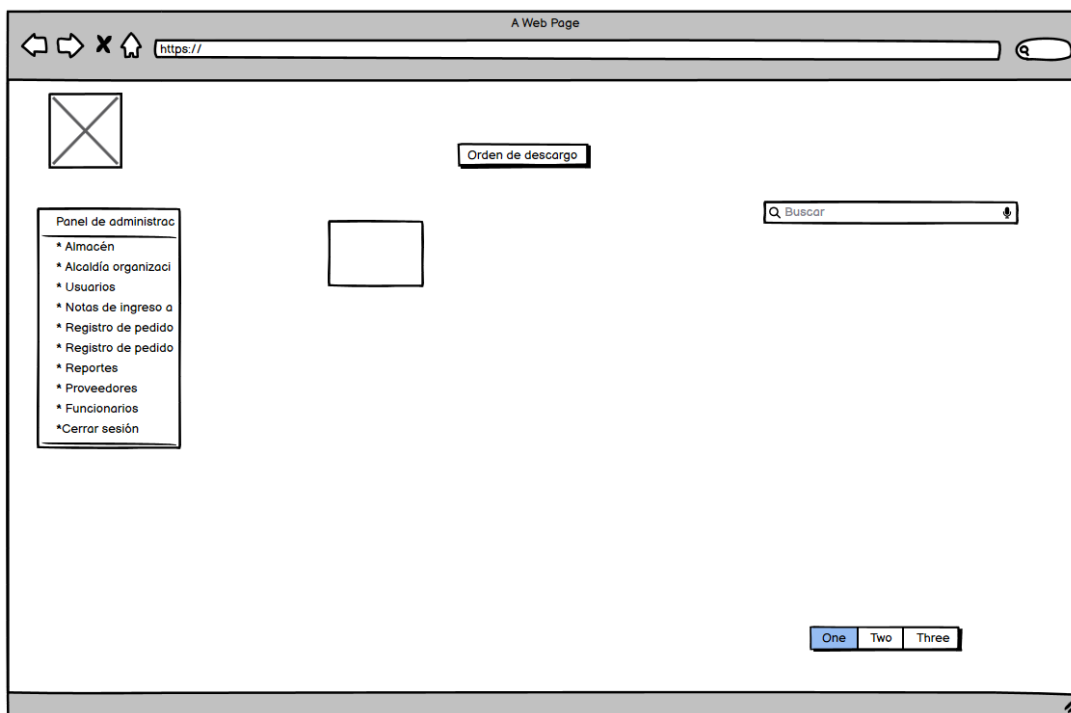 A Web Page
https://
Orden de descargo
Buscar
Panel de administrac
* Almacén
* Alcaldía organizaci
* Usuarios
* Notas de ingreso a
* Registro de pedido
* Registro de pedido
* Reportes
* Proveedores
* Funcionarios
*Cerrar sesión
One Two Three